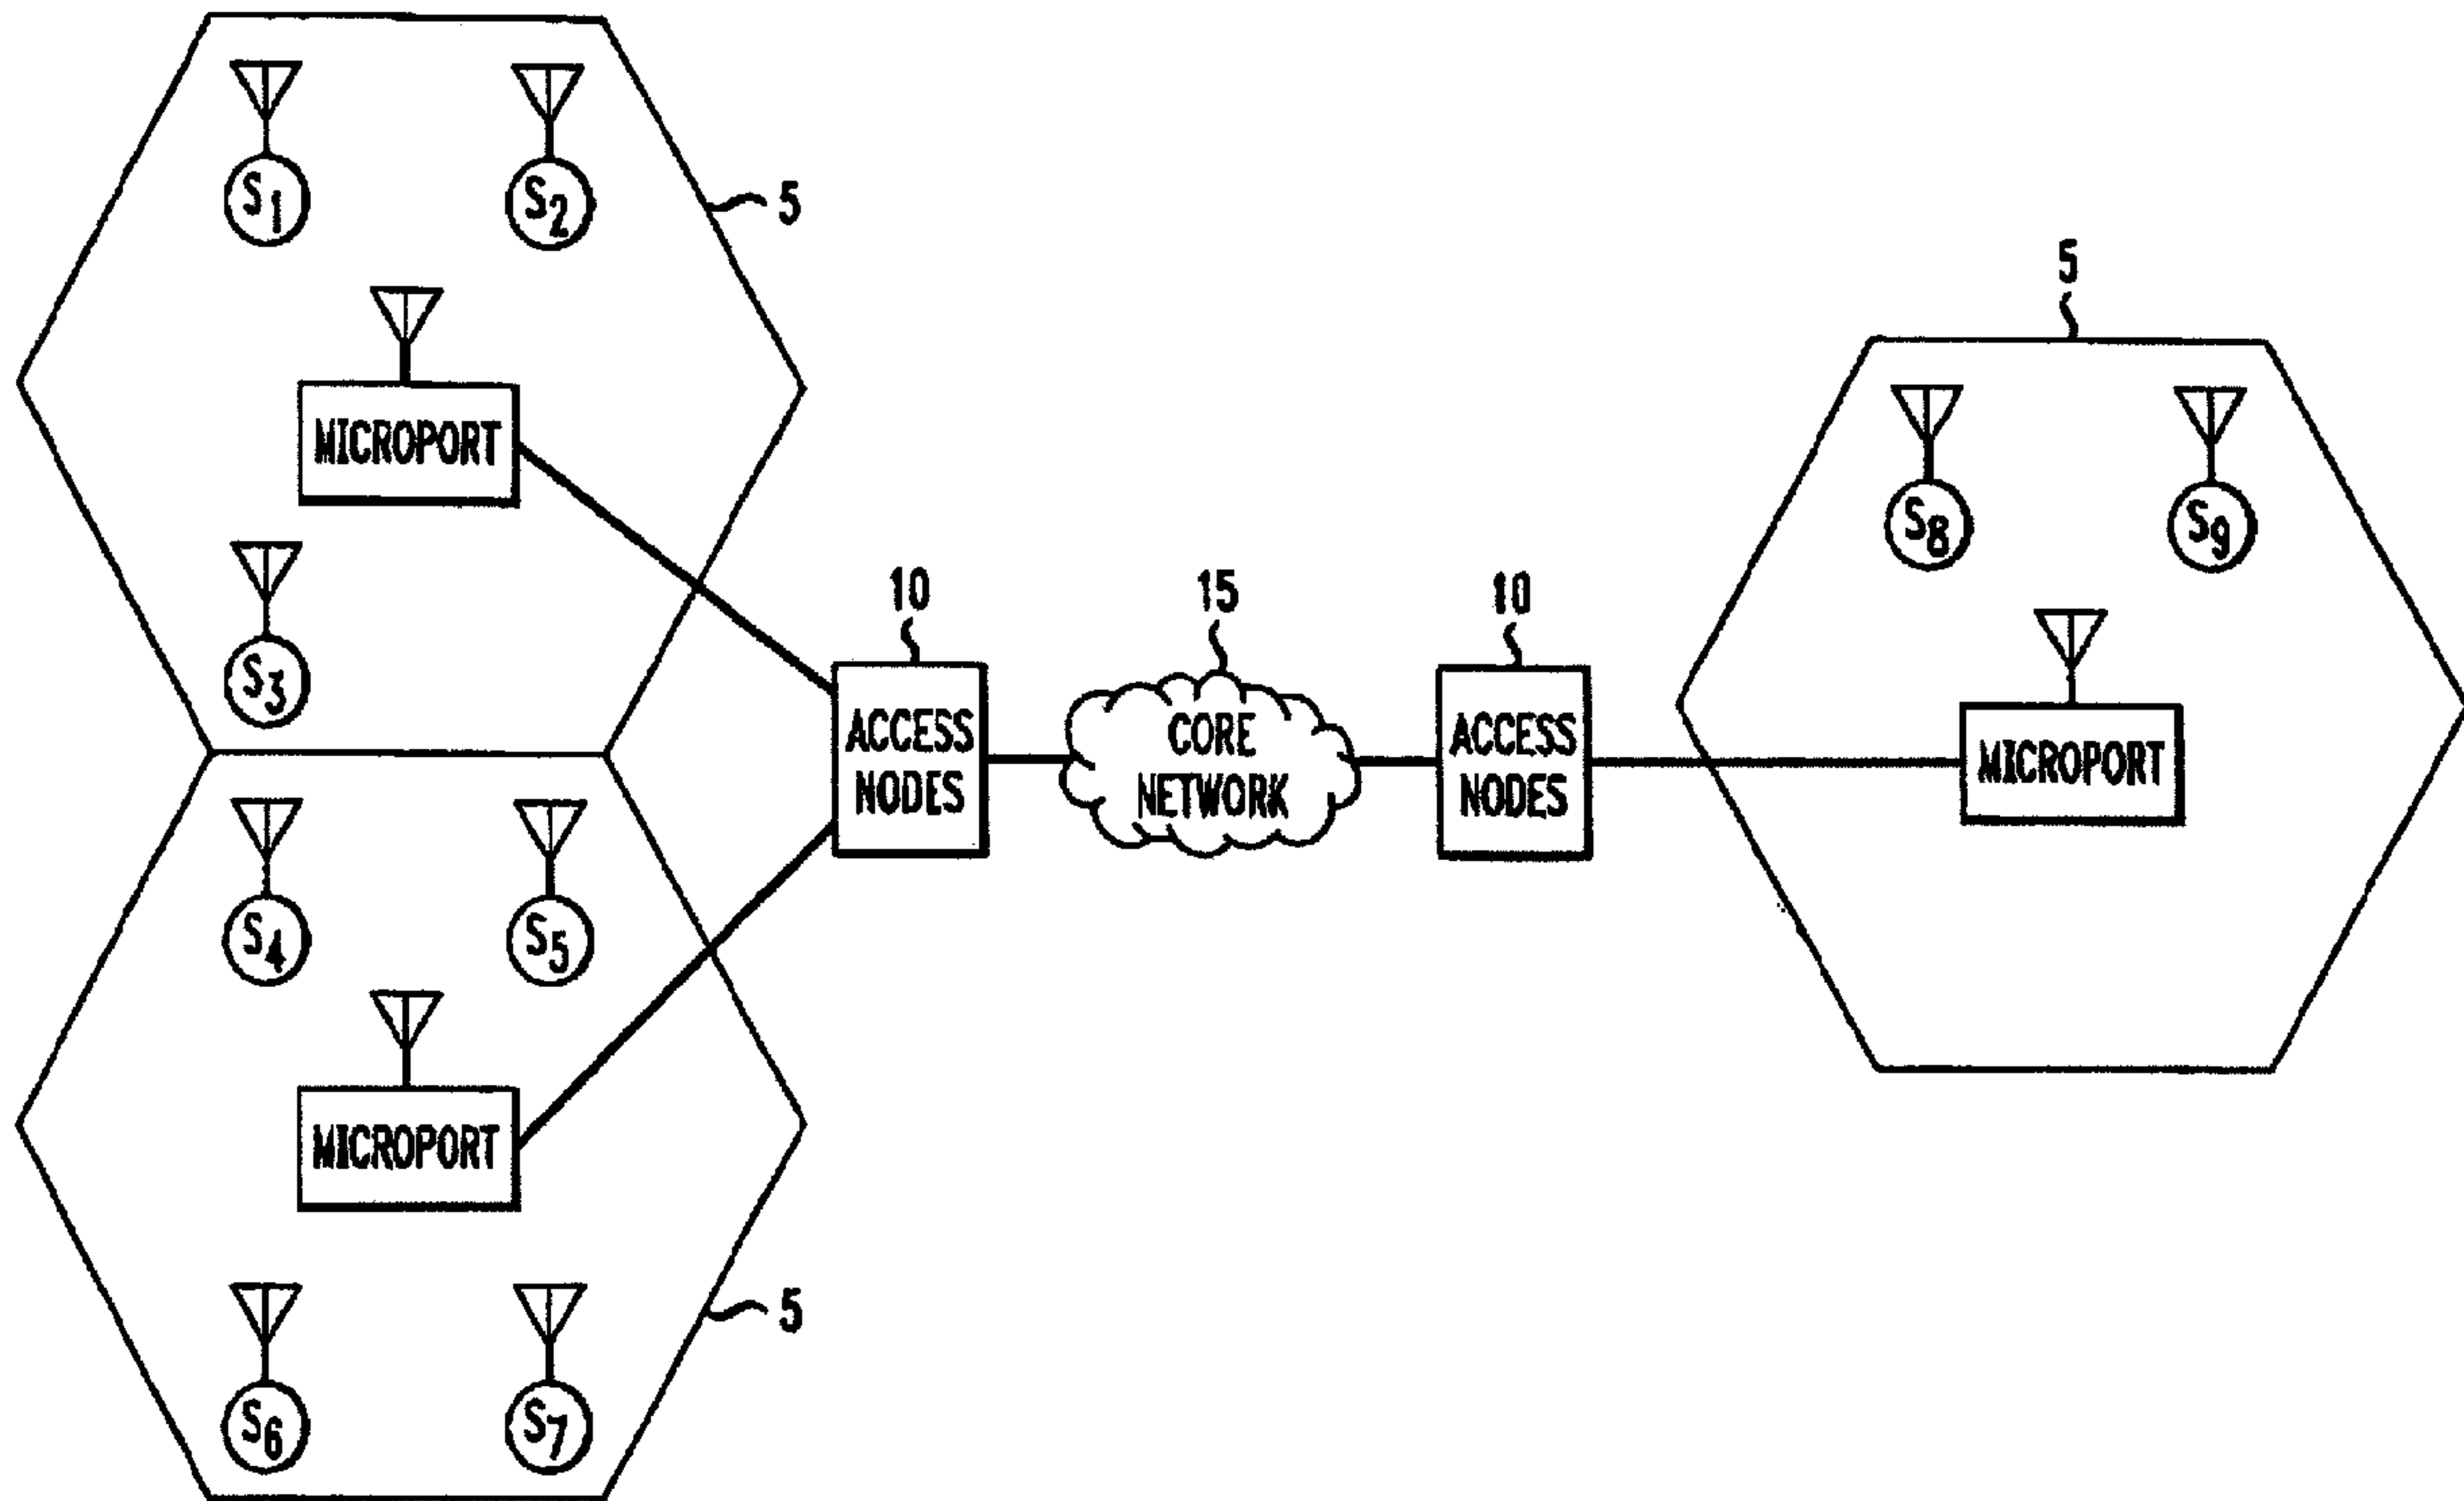 S1
S2
5
MICROPORT
S3
10
15
10
ACCESS
NODES
CORE
NETWORK
ACCESS
NODES
5
S8
S9
MICROPORT
S4
S5
MICROPORT
5
S6
S7